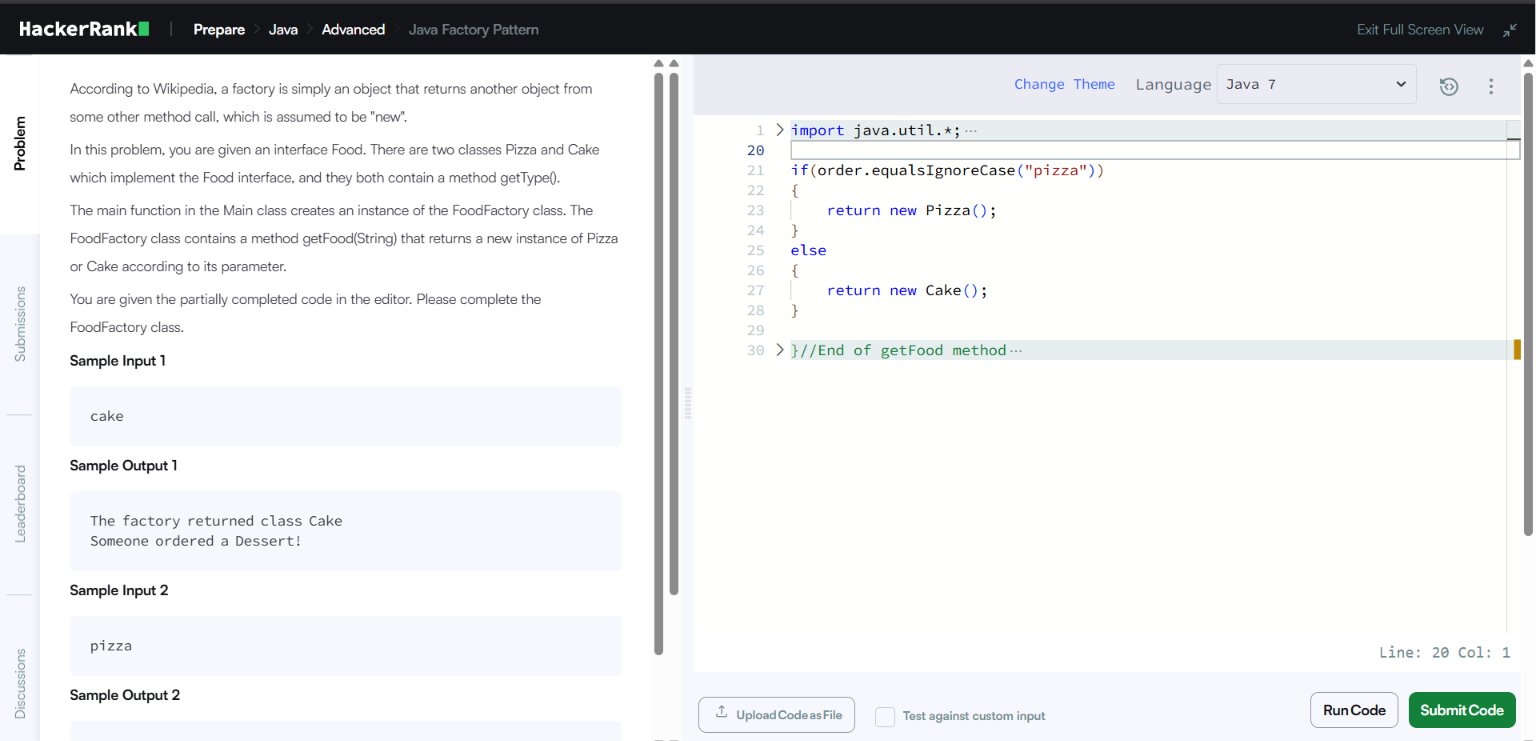 HackerRank
Prepare
Java
Advanced
Java Factory Pattern
Exit Full Screen View
Problem
Submissions
Leaderboard
Discussions
According to Wikipedia, a factory is simply an object that returns another object from
some other method call, which is assumed to be "new".
In this problem, you are given an interface Food. There are two classes Pizza and Cake
which implement the Food interface, and they both contain a method getType().
The main function in the Main class creates an instance of the FoodFactory class. The
FoodFactory class contains a method getFood(String) that returns a new instance of Pizza
or Cake according to its parameter.
You are given the partially completed code in the editor. Please complete the
FoodFactory class.
Sample Input 1
cake
Sample Output 1
The factory returned class Cake
Someone ordered a Dessert!
Sample Input 2
pizza
Sample Output 2
Change Theme
Language
Java 7
1 import java.util.*;···
20
21 if(order.equalsIgnoreCase("pizza"))
22 {
23     return new Pizza();
24 }
25 else
26 {
27     return new Cake();
28 }
29
30 }//End of getFood method···
Line: 20 Col: 1
Upload Code as File
Test against custom input
Run Code
Submit Code